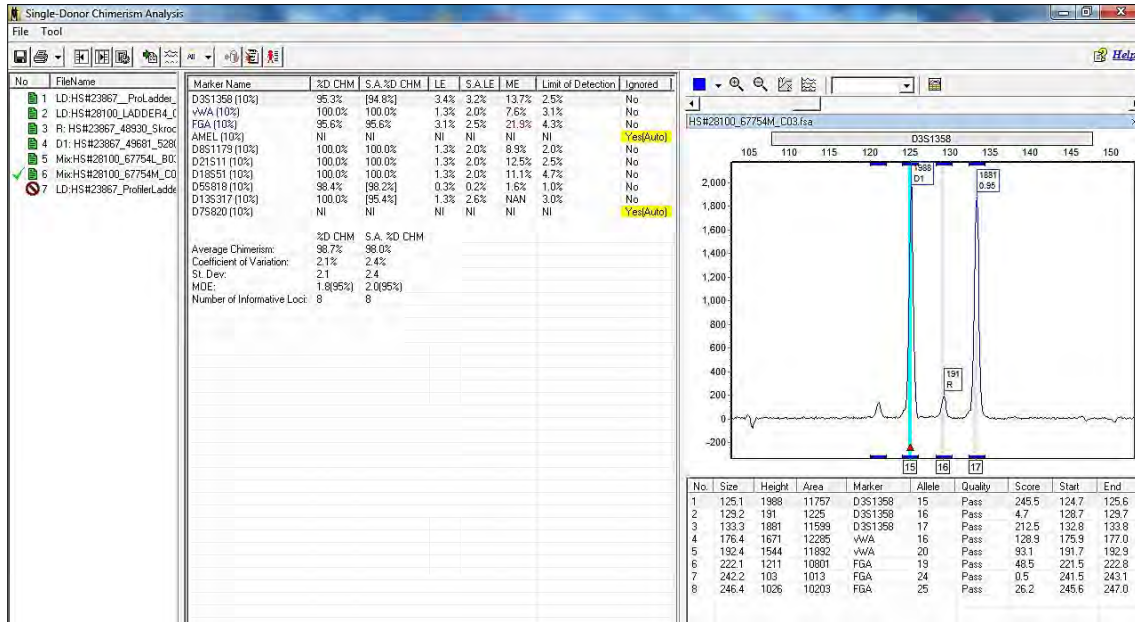 Single-Donor Chimerism Analysis
File Tool
Help
No FileName
1 LD:HS#23867__ProLadder_
2 LD:HS#28100_LADDER4_C
3 R: HS#23867_48930_Skroc
4 D1: HS#23867_49681_528(
5 Mix:HS#28100_67754L_B0:
6 Mix:HS#28100_67754M_C0
7 LD:HS#23867_ProfilerLadde
Marker Name %D CHM S.A.%D CHM LE S.A.LE ME Limit of Detection Ignored
D3S1358 (10%) 95.3% [94.8%] 3.4% 3.2% 13.7% 2.5% No
vWA (10%) 100.0% 100.0% 1.3% 2.0% 7.6% 3.1% No
FGA (10%) 95.6% 95.6% 3.1% 2.5% 21.9% 4.3% No
AMEL (10%) NI NI NI NI NI NI Yes(Auto)
D8S1179 (10%) 100.0% 100.0% 1.3% 2.0% 8.9% 2.0% No
D21S11 (10%) 100.0% 100.0% 1.3% 2.0% 12.5% 2.5% No
D18S51 (10%) 100.0% 100.0% 1.3% 2.0% 11.1% 4.7% No
D5S818 (10%) 98.4% [98.2%] 0.3% 0.2% 1.6% 1.0% No
D13S317 (10%) 100.0% [95.4%] 1.3% 2.6% NAN 3.0% No
D7S820 (10%) NI NI NI NI NI NI Yes(Auto)
%D CHM S.A. %D CHM
Average Chimerism: 98.7% 98.0%
Coefficient of Variation: 2.1% 2.4%
St. Dev: 2.1 2.4
MOE: 1.8(95%) 2.0(95%)
Number of Informative Loci: 8 8
HS#28100_67754M_C03.fsa
D3S1358
105 110 115 120 125 130 135 140 145 150
2,000
1,800
1,600
1,400
1,200
1,000
800
600
400
200
0
-200
1988
D1
1881
0.95
191
R
15 16 17
No. Size Height Area Marker Allele Quality Score Start End
1 125.1 1988 11757 D3S1358 15 Pass 245.5 124.7 125.6
2 129.2 191 1225 D3S1358 16 Pass 4.7 128.7 129.7
3 133.3 1881 11599 D3S1358 17 Pass 212.5 132.8 133.8
4 176.4 1671 12285 vWA 16 Pass 128.9 175.9 177.0
5 192.4 1544 11892 vWA 20 Pass 93.1 191.7 192.9
6 222.1 1211 10801 FGA 19 Pass 48.5 221.5 222.8
7 242.2 103 1013 FGA 24 Pass 0.5 241.5 243.1
8 246.4 1026 10203 FGA 25 Pass 26.2 245.6 247.0